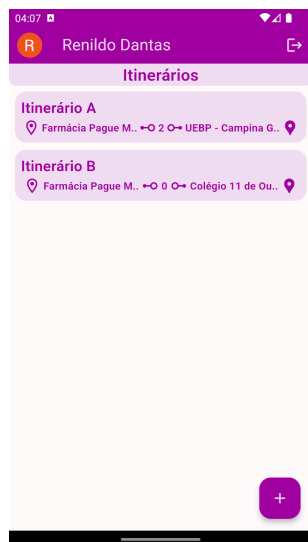 04:07
R Renildo Dantas
Itinerários
Itinerário A
Farmácia Pague M.. 2 UEBP - Campina G..
Itinerário B
Farmácia Pague M.. 0 Colégio 11 de Ou..
+